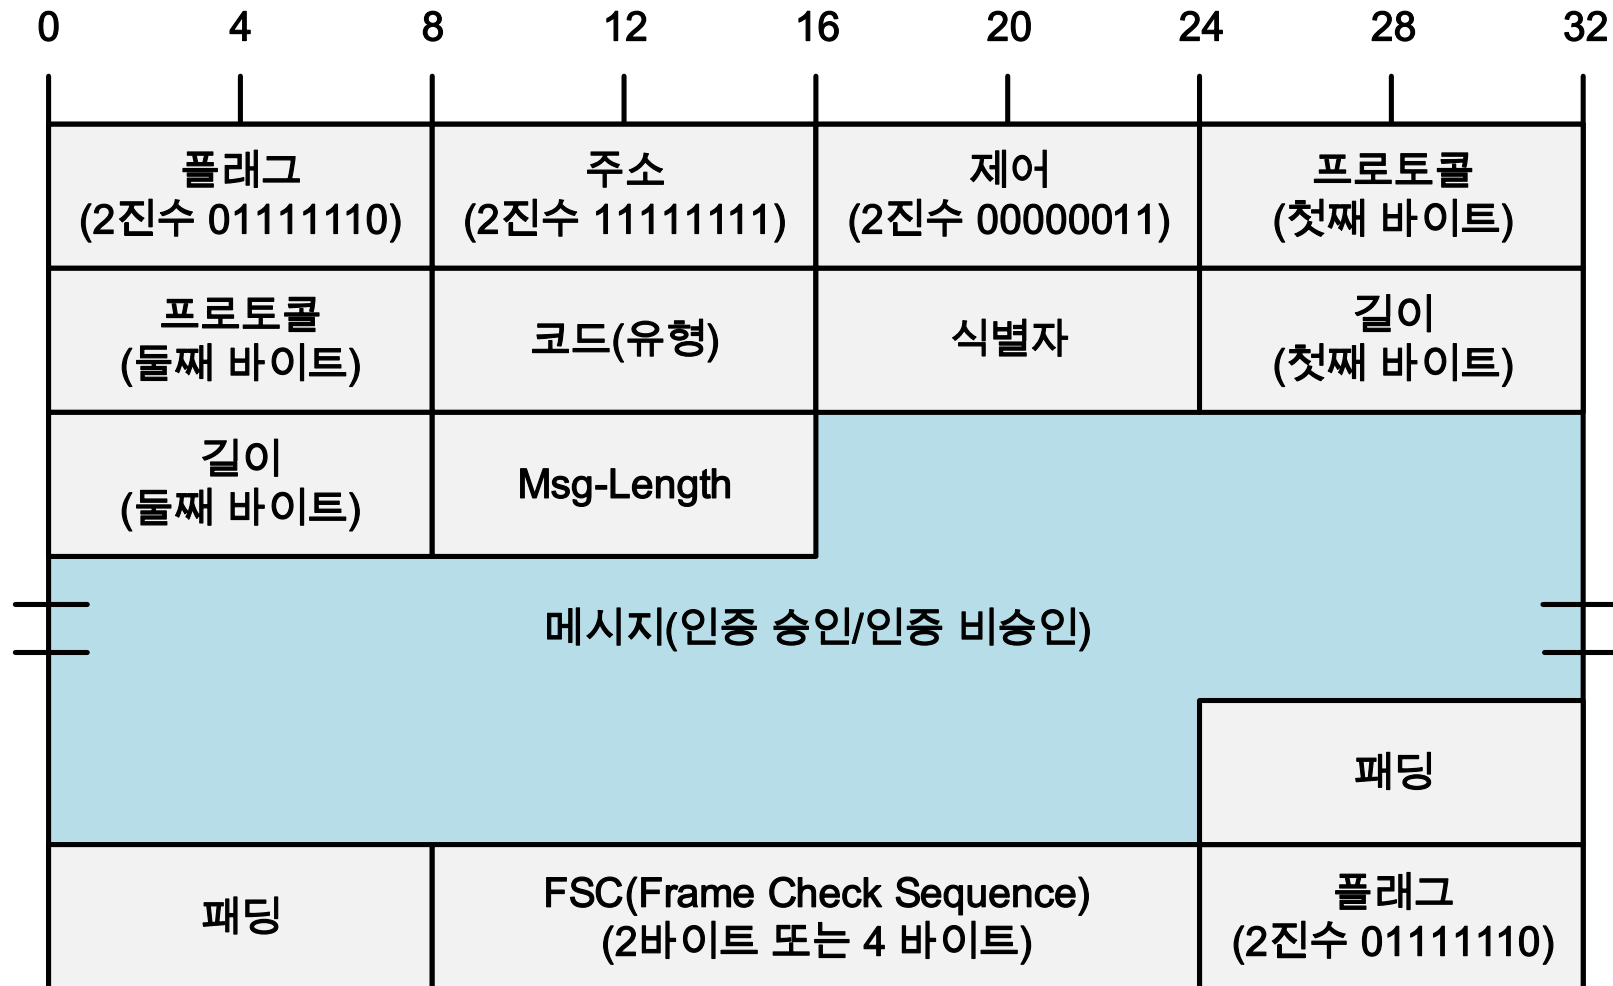 0 4 8 12 16 20 24 28 32
플래그 주소 제어 프로토콜
(2진수 01111110) (2진수 11111111) (2진수 00000011) (첫째 바이트)
프로토콜
(둘째 바이트)
코드(유형)
식별자
길이
(첫째 바이트)
길이
(둘째 바이트)
Msg-Length
메시지(인증 승인/인증 비승인)
패딩
패딩
FSC(Frame Check Sequence)
(2바이트 또는 4 바이트)
플래그
(2진수 01111110)